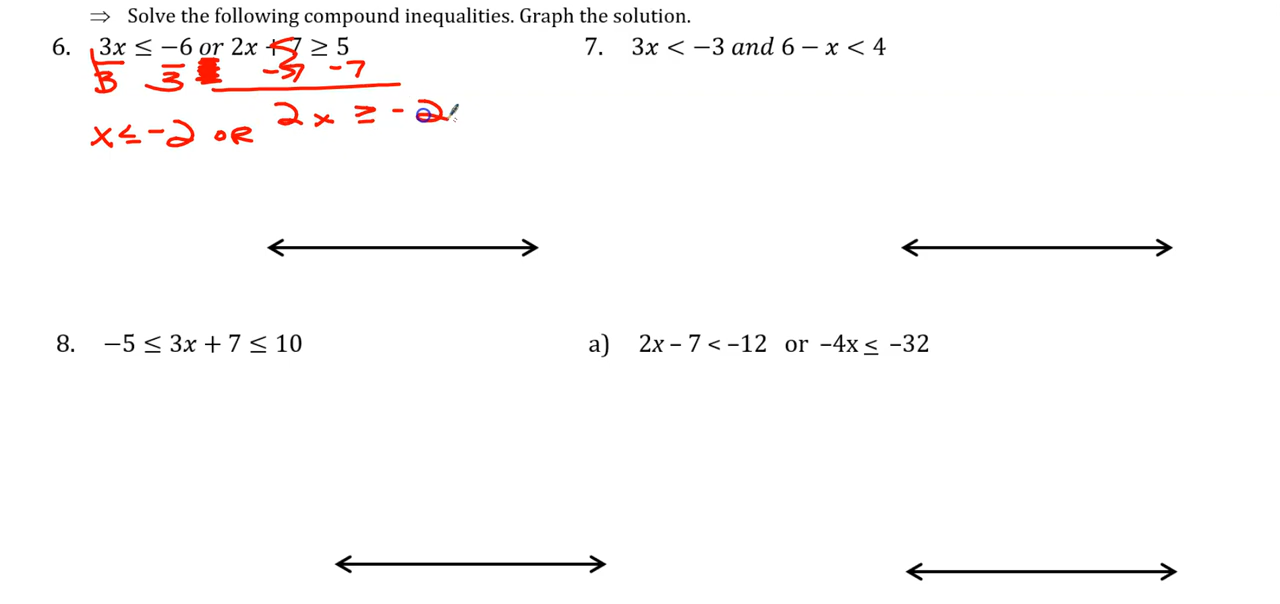 ⇒ Solve the following compound inequalities. Graph the solution.
6. 3x ≤ −6 or 2x + 7 ≥ 5
3 3 −7 −7
x ≤ −2 OR 2x ≥ −2
7. 3x < −3 and 6 − x < 4
8. −5 ≤ 3x + 7 ≤ 10
a) 2x – 7 < –12 or –4x ≤ –32